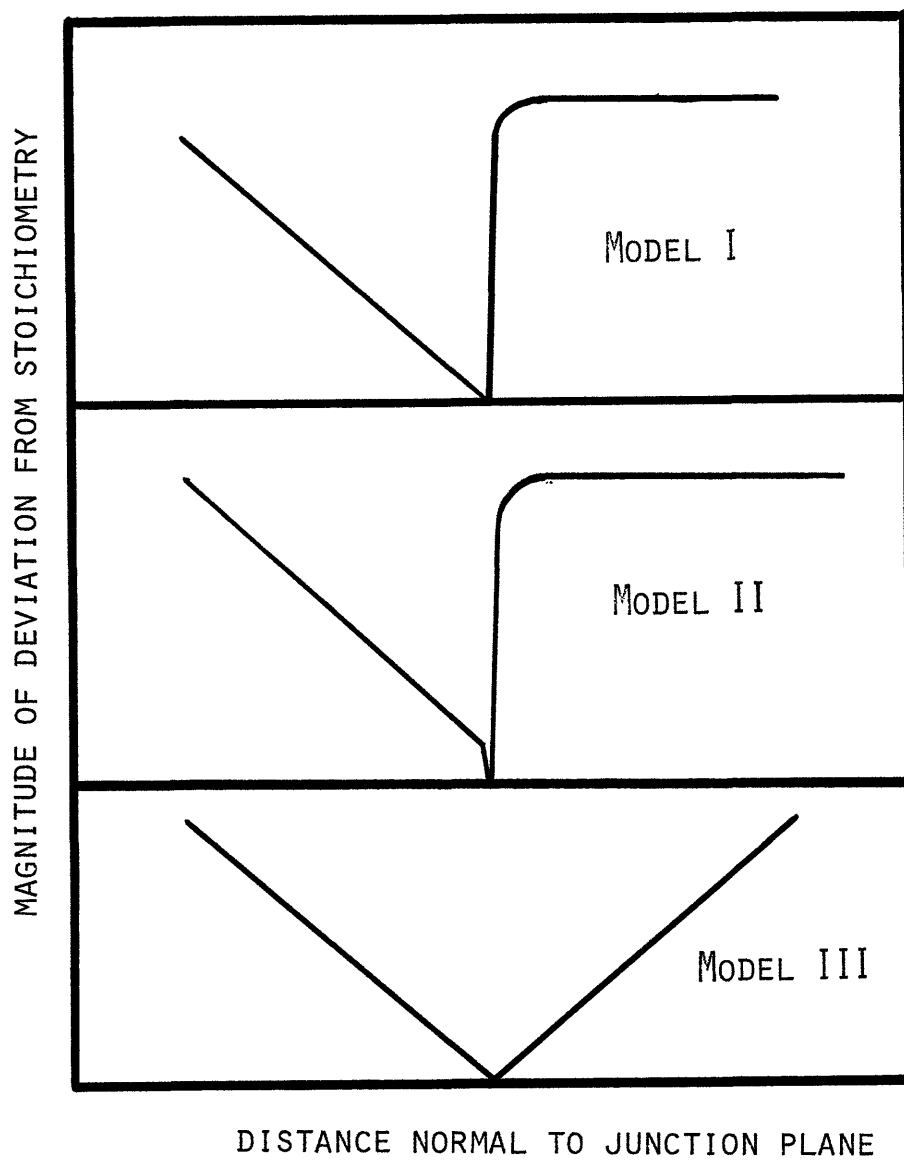 MAGNITUDE OF DEVIATION FROM STOICHIOMETRY
MODEL I
MODEL II
MODEL III
DISTANCE NORMAL TO JUNCTION PLANE